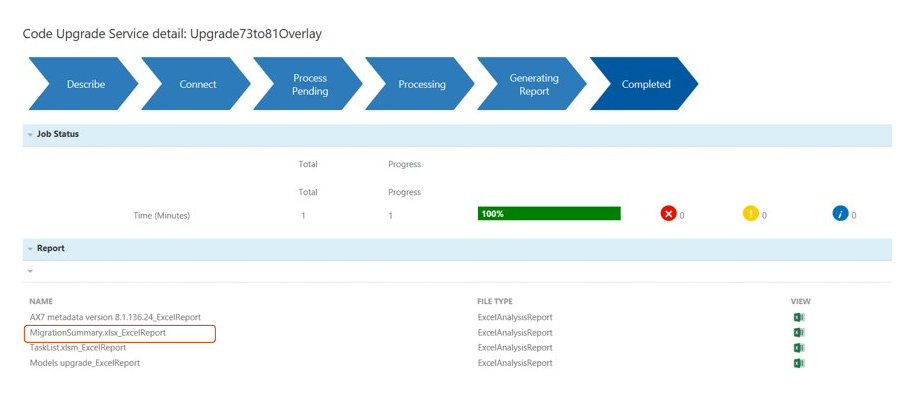 Code Upgrade Service detail: Upgrade73to81Overlay
Describe
Connect
Process
Pending
Processing
Generating
Report
Completed
Job Status
Total Progress
Total Progress
Time (Minutes) 1 1 100% 0 0 0
Report
NAME FILE TYPE VIEW
AX7 metadata version 8.1.136.24_ExcelReport ExcelAnalysisReport
MigrationSummary.xlsx_ExcelReport ExcelAnalysisReport
TaskList.xlsm_ExcelReport ExcelAnalysisReport
Models upgrade_ExcelReport ExcelAnalysisReport